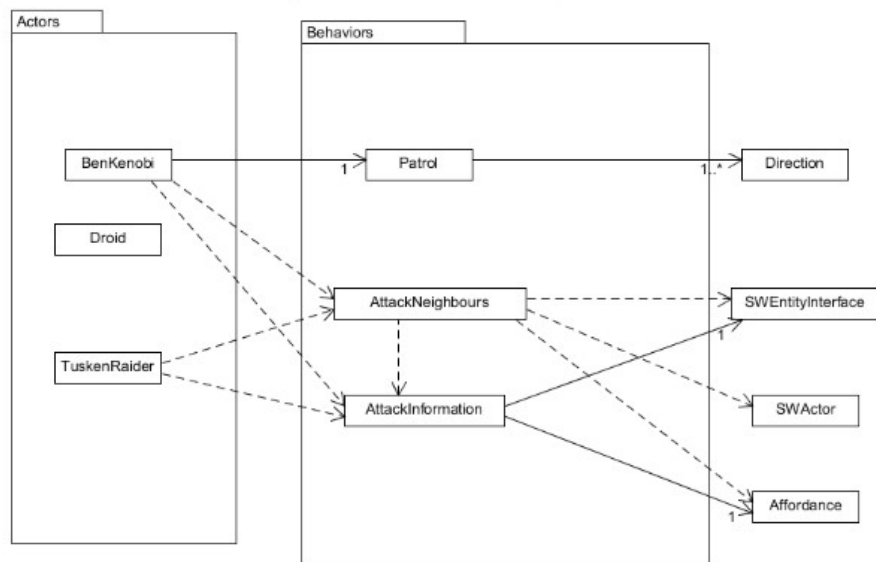 Actors
Behaviors
BenKenobi
1
Patrol
1..*
Direction
Droid
AttackNeighbours
SWEntityInterface
1
TuskenRaider
AttackInformation
SWActor
Affordance
1